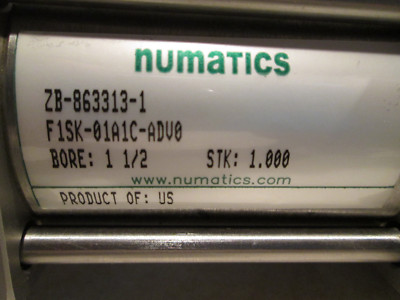 numatics
ZB-863313-1
F1SK-01A1C-ADV0
BORE: 1 1/2 STK: 1.000
www.numatics.com
PRODUCT OF: US